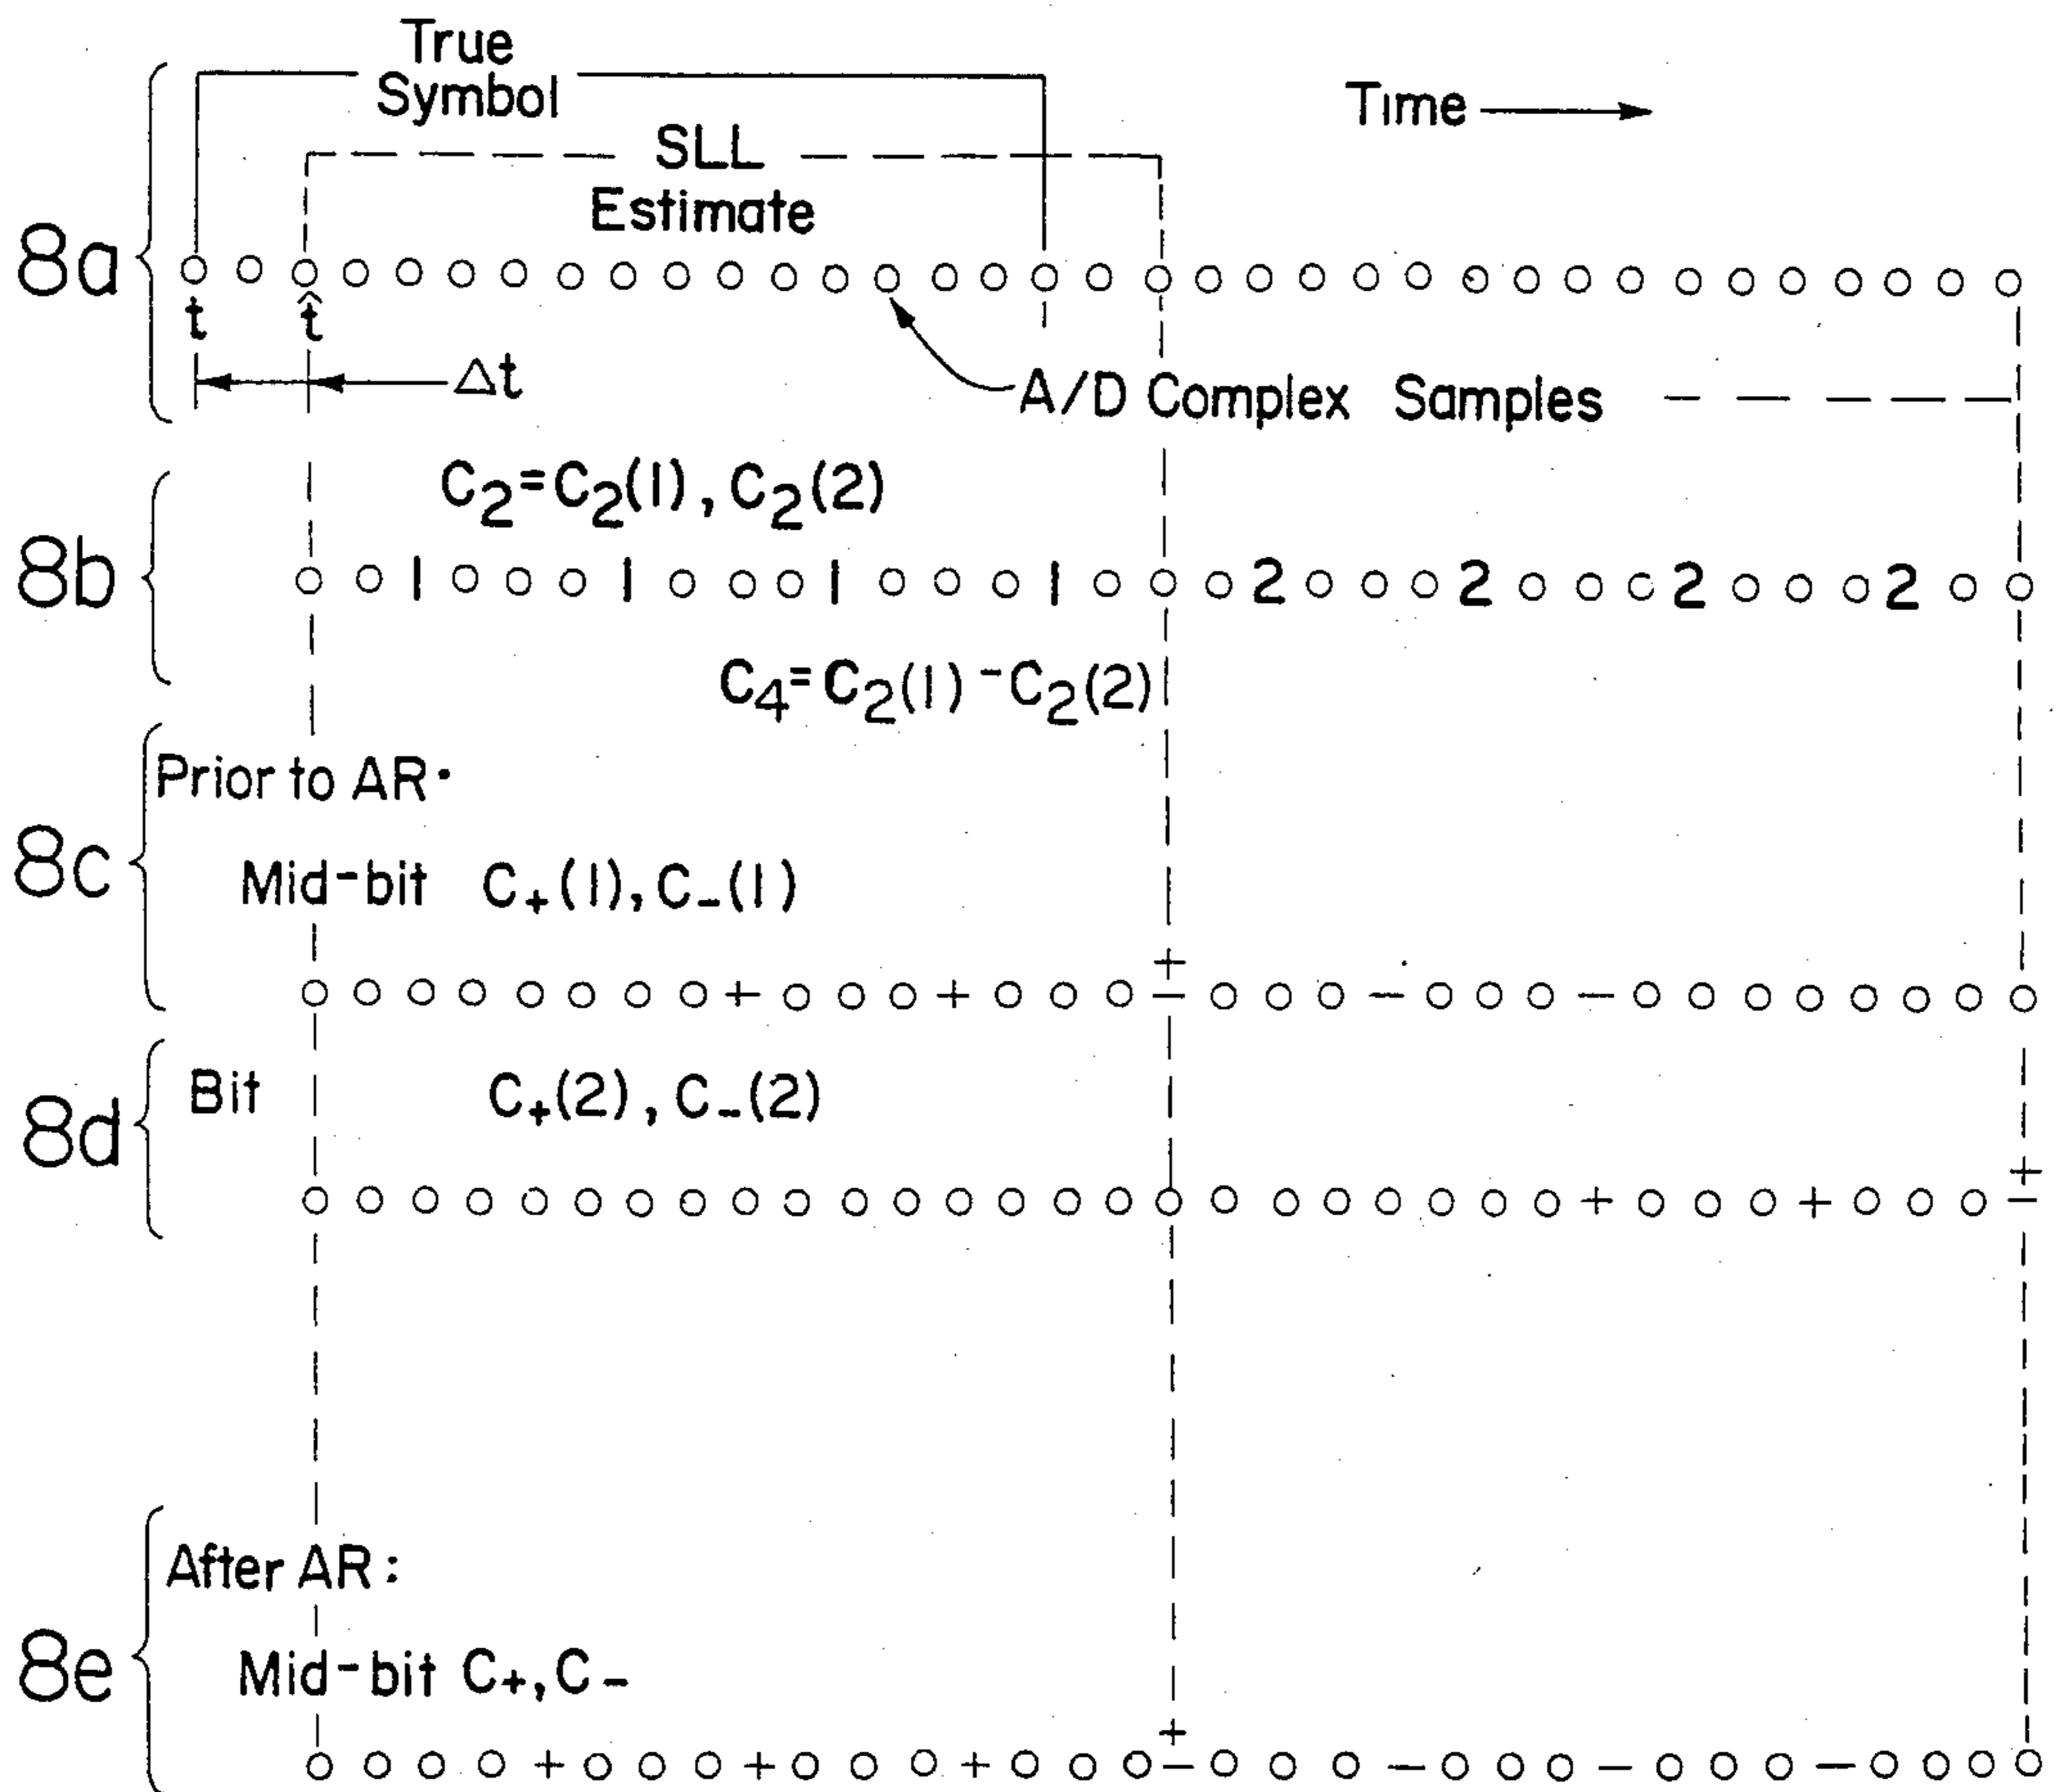 True
Symbol
Time
SLL
Estimate
8a
t
t̂
Δt
A/D Complex Samples
C₂=C₂(1), C₂(2)
8b
o o 1 o o o 1 o o o 1 o o o 1 o o o 2 o o o 2 o o o 2 o o o 2 o o
C₄=C₂(1)-C₂(2)
Prior to AR:
8c
Mid-bit C₊(1), C₋(1)
+
o o o o o o o o + o o o + o o o - o o o - o o o - o o o o o o o o
Bit
C₊(2), C₋(2)
8d
+
o o o o o o o o o o o o o o o o o o o o o o o o + o o o + o o o -
After AR:
8e
Mid-bit C₊, C₋
+
o o o o + o o o + o o o + o o o - o o o - o o o - o o o - o o o o